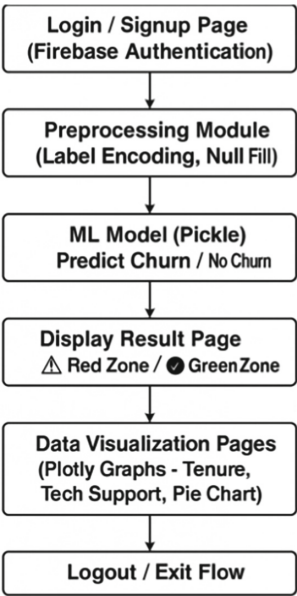 Login / Signup Page
(Firebase Authentication)
Preprocessing Module
(Label Encoding, Null Fill)
ML Model (Pickle)
Predict Churn / No Churn
Display Result Page
⚠ Red Zone / ✔ Green Zone
Data Visualization Pages
(Plotly Graphs - Tenure,
Tech Support, Pie Chart)
Logout / Exit Flow